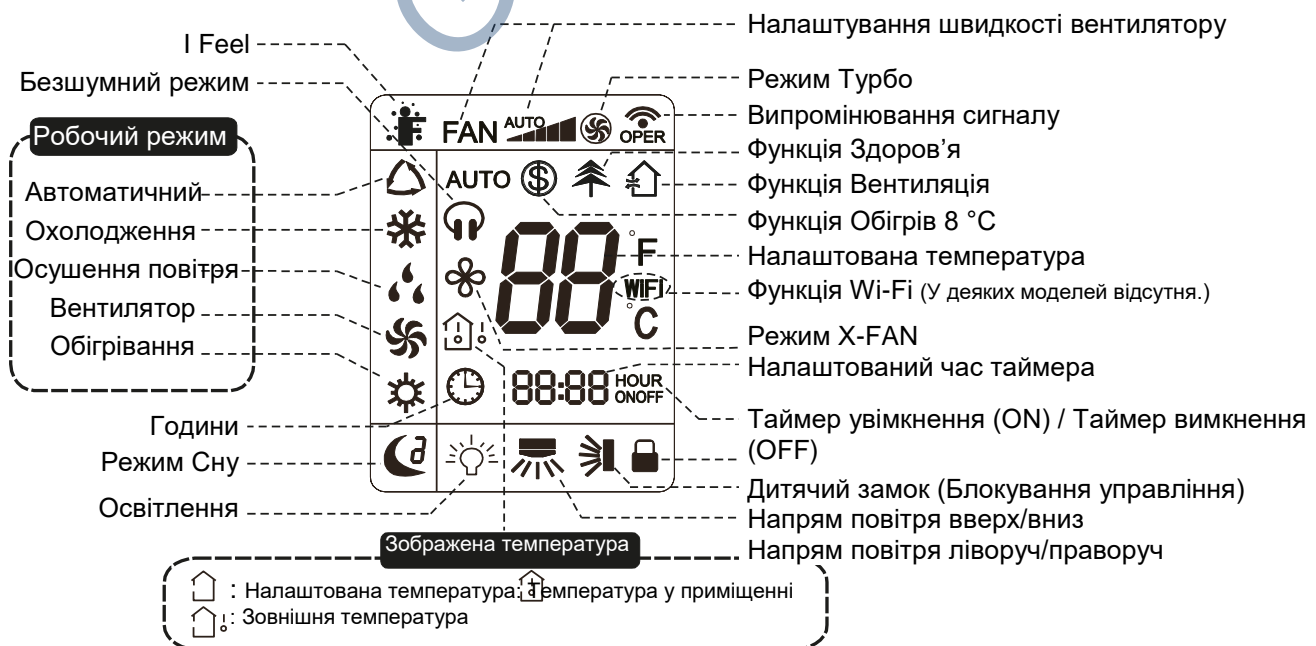 I Feel
Безшумний режим
Робочий режим
Автоматичний
Охолодження
Осушення повітря
Вентилятор
Обігрівання
Години
Режим Сну
Освітлення
FAN AUTO OPER
AUTO
88 °F
WIFI
°C
88:88 HOUR
ONOFF
Налаштування швидкості вентилятору
Режим Турбо
Випромінювання сигналу
Функція Здоров’я
Функція Вентиляція
Функція Обігрів 8 °C
Налаштована температура
Функція Wi-Fi (У деяких моделей відсутня.)
Режим X-FAN
Налаштований час таймера
Таймер увімкнення (ON) / Таймер вимкнення
(OFF)
Дитячий замок (Блокування управління)
Напрям повітря вверх/вниз
Напрям повітря ліворуч/праворуч
Зображена температура
: Налаштована температура: Температура у приміщенні
: Зовнішня температура